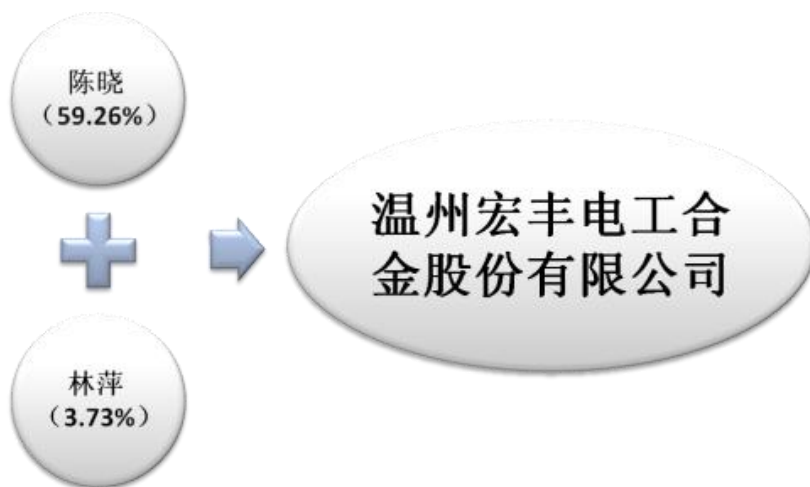 陈晓
（59.26%）
温州宏丰电工合
金股份有限公司
林萍
（3.73%）